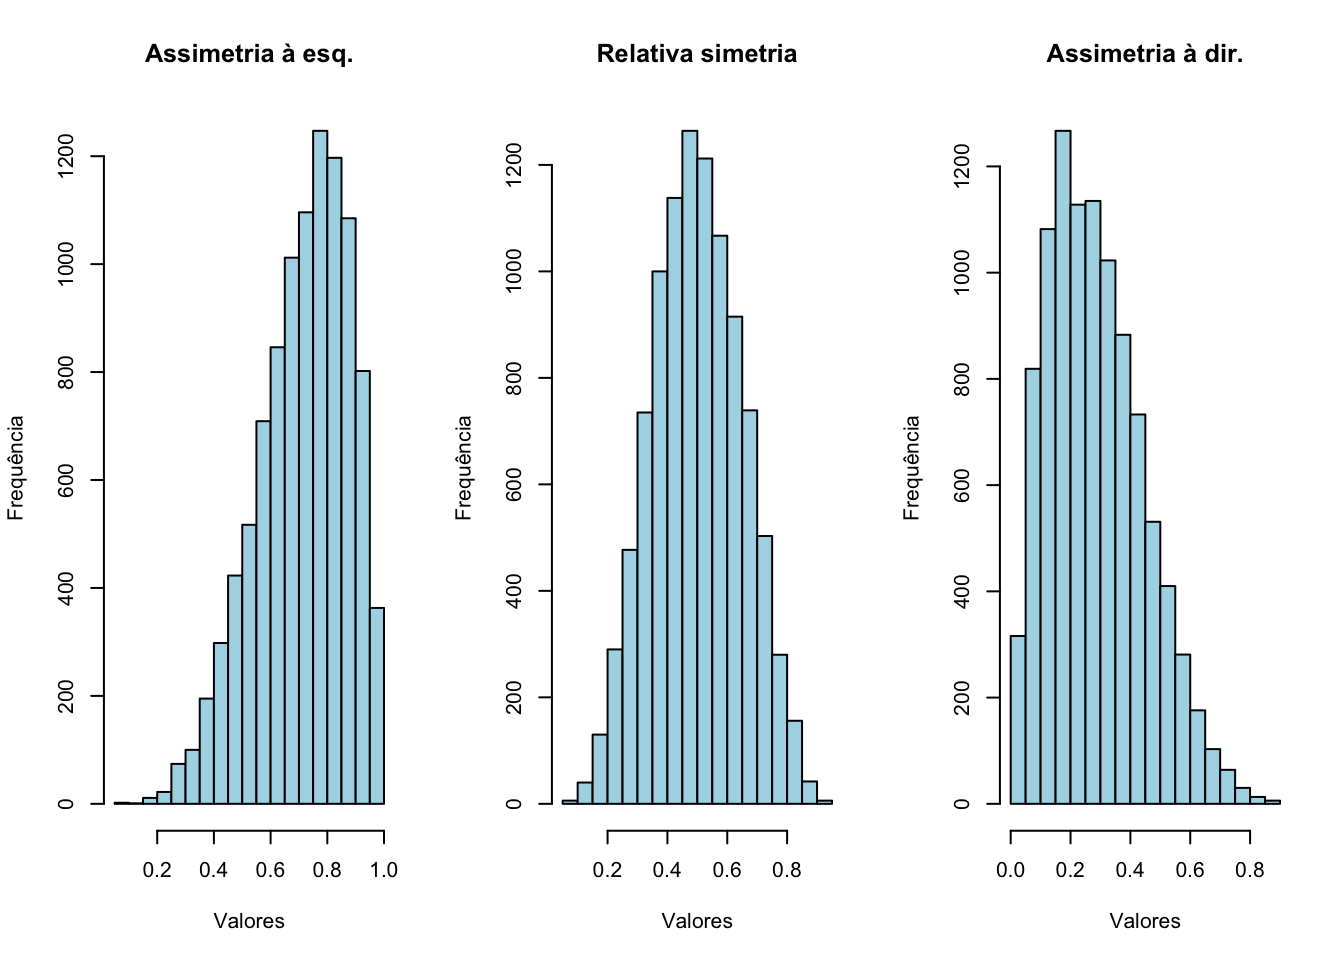 Assimetria à esq.
Frequência
1200
1000
800
600
400
200
0
0.2 0.4 0.6 0.8 1.0
Valores
Relativa simetria
Frequência
1200
1000
800
600
400
200
0
0.2 0.4 0.6 0.8
Valores
Assimetria à dir.
Frequência
1200
1000
800
600
400
200
0
0.0 0.2 0.4 0.6 0.8
Valores